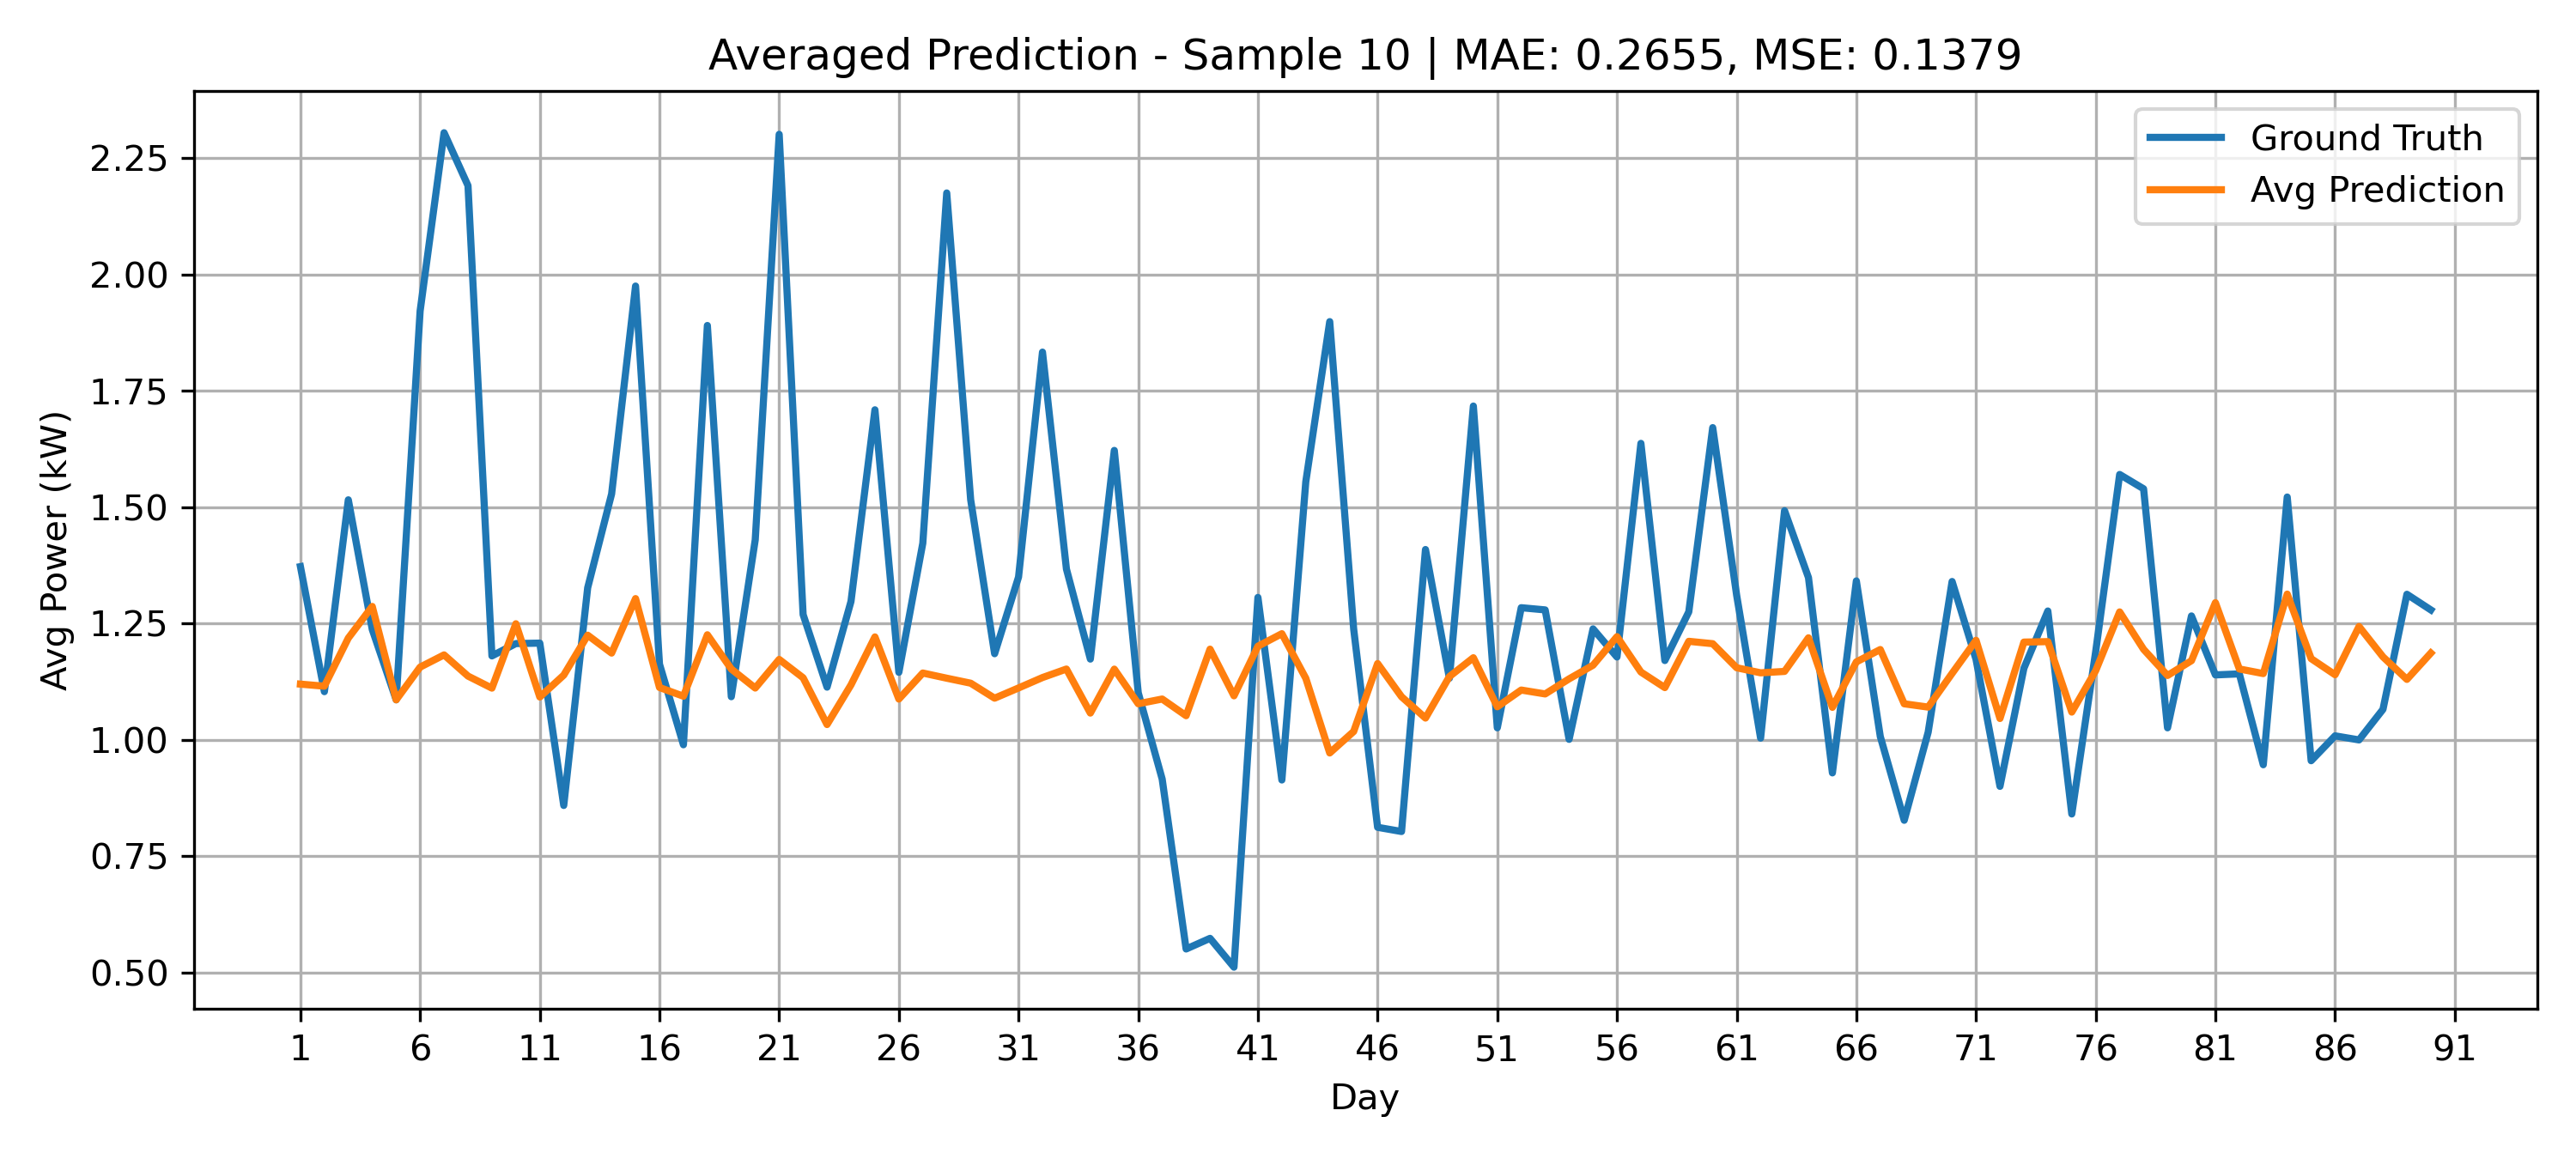 Averaged Prediction - Sample 10 | MAE: 0.2655, MSE: 0.1379
Ground Truth
Avg Prediction
Avg Power (kW)
2.25
2.00
1.75
1.50
1.25
1.00
0.75
0.50
1 6 11 16 21 26 31 36 41 46 51 56 61 66 71 76 81 86 91
Day